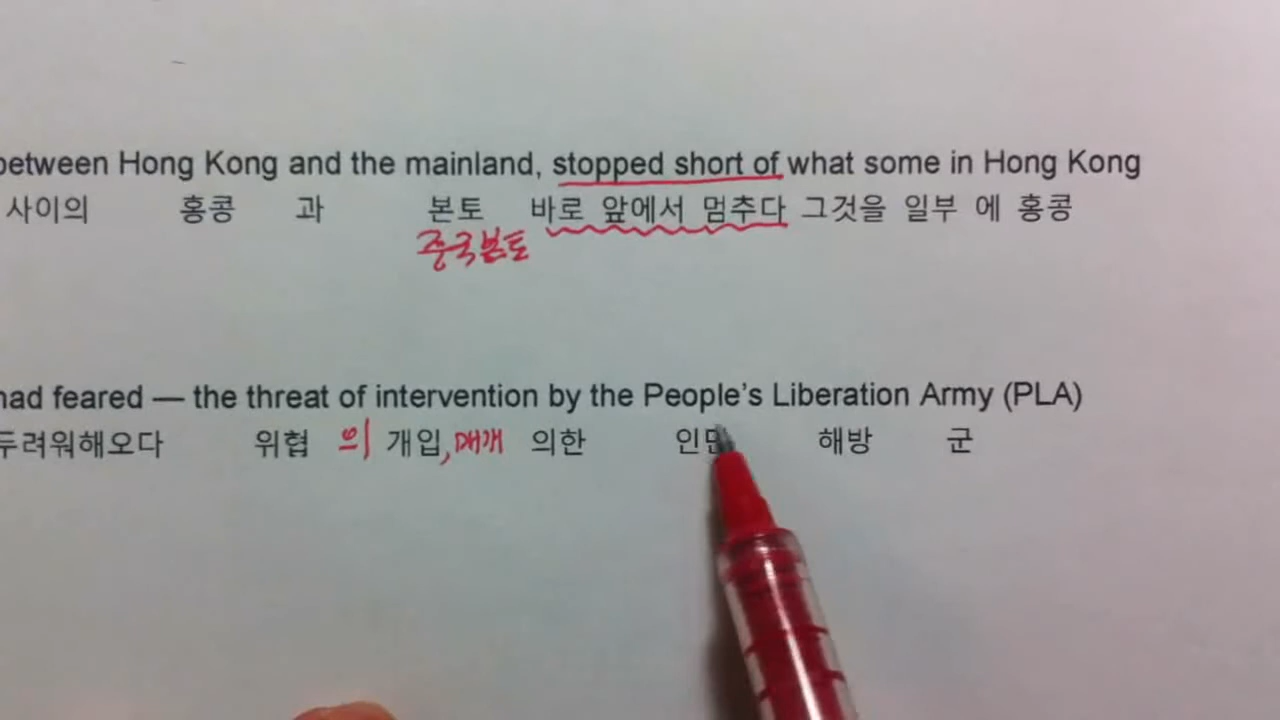 between Hong Kong and the mainland, stopped short of what some in Hong Kong
사이의 홍콩 과 본토 바로 앞에서 멈추다 그것을 일부 에 홍콩
중국본토
had feared — the threat of intervention by the People's Liberation Army (PLA)
두려워해오다 위협 의 개입, 매개 의한 인민 해방 군